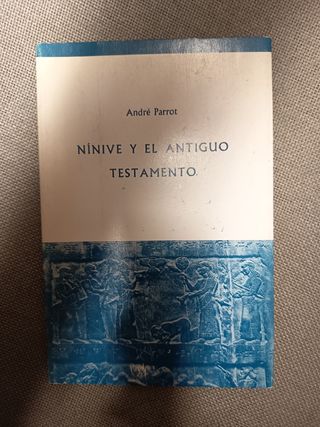 André Parrot
NÍNIVE Y EL ANTIGUO
TESTAMENTO